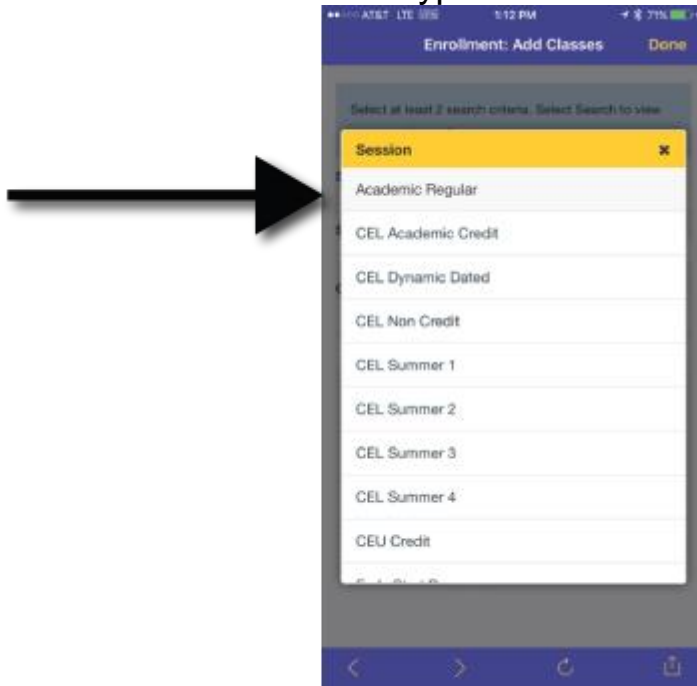 AT&T LTE 1:12 PM 71%
Enrollment: Add Classes Done
Select at least 2 search criteria. Select Search to view
Session
Academic Regular
CEL Academic Credit
CEL Dynamic Dated
CEL Non Credit
CEL Summer 1
CEL Summer 2
CEL Summer 3
CEL Summer 4
CEU Credit